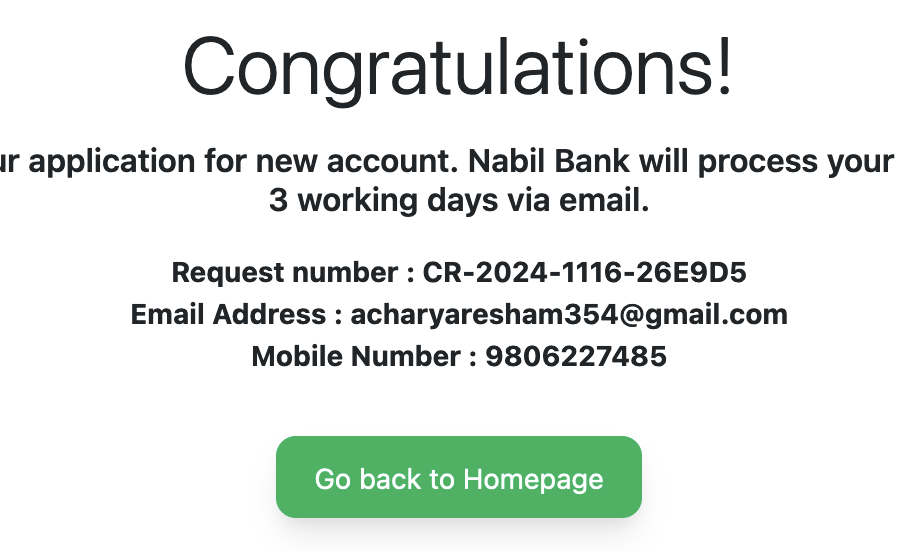 Congratulations!
application for new account. Nabil Bank will process your
3 working days via email.
Request number : CR-2024-1116-26E9D5
Email Address : acharyaresham354@gmail.com
Mobile Number : 9806227485
Go back to Homepage